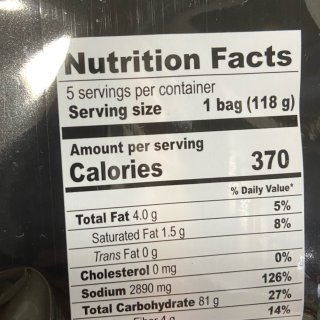 Nutrition Facts
5 servings per container
Serving size 1 bag (118 g)
Amount per serving
Calories 370
% Daily Value*
Total Fat 4.0 g 5%
Saturated Fat 1.5 g 8%
Trans Fat 0 g
Cholesterol 0 mg 0%
Sodium 2890 mg 126%
Total Carbohydrate 81 g 27%
Fiber 4 g 14%